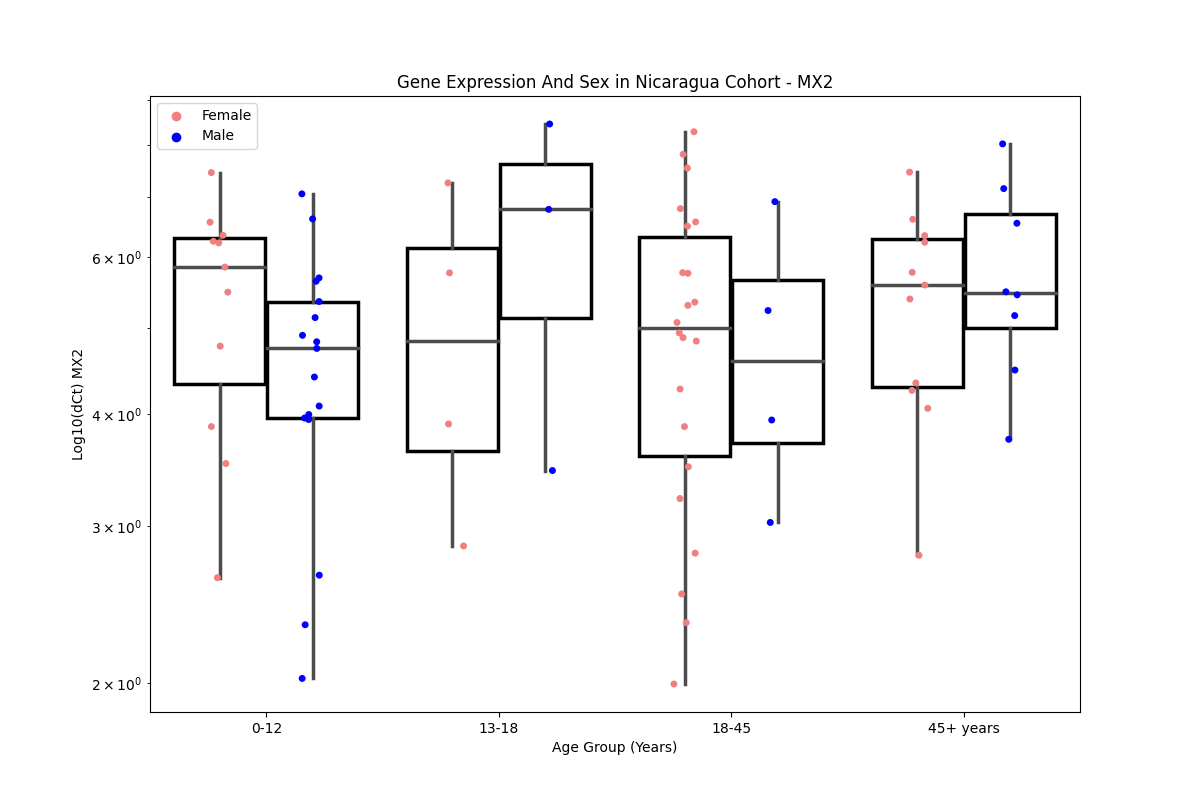 Gene Expression And Sex in Nicaragua Cohort - MX2
Female
Male
6 × 10⁰
4 × 10⁰
3 × 10⁰
2 × 10⁰
Log10(dCt) MX2
0-12
13-18
18-45
45+ years
Age Group (Years)